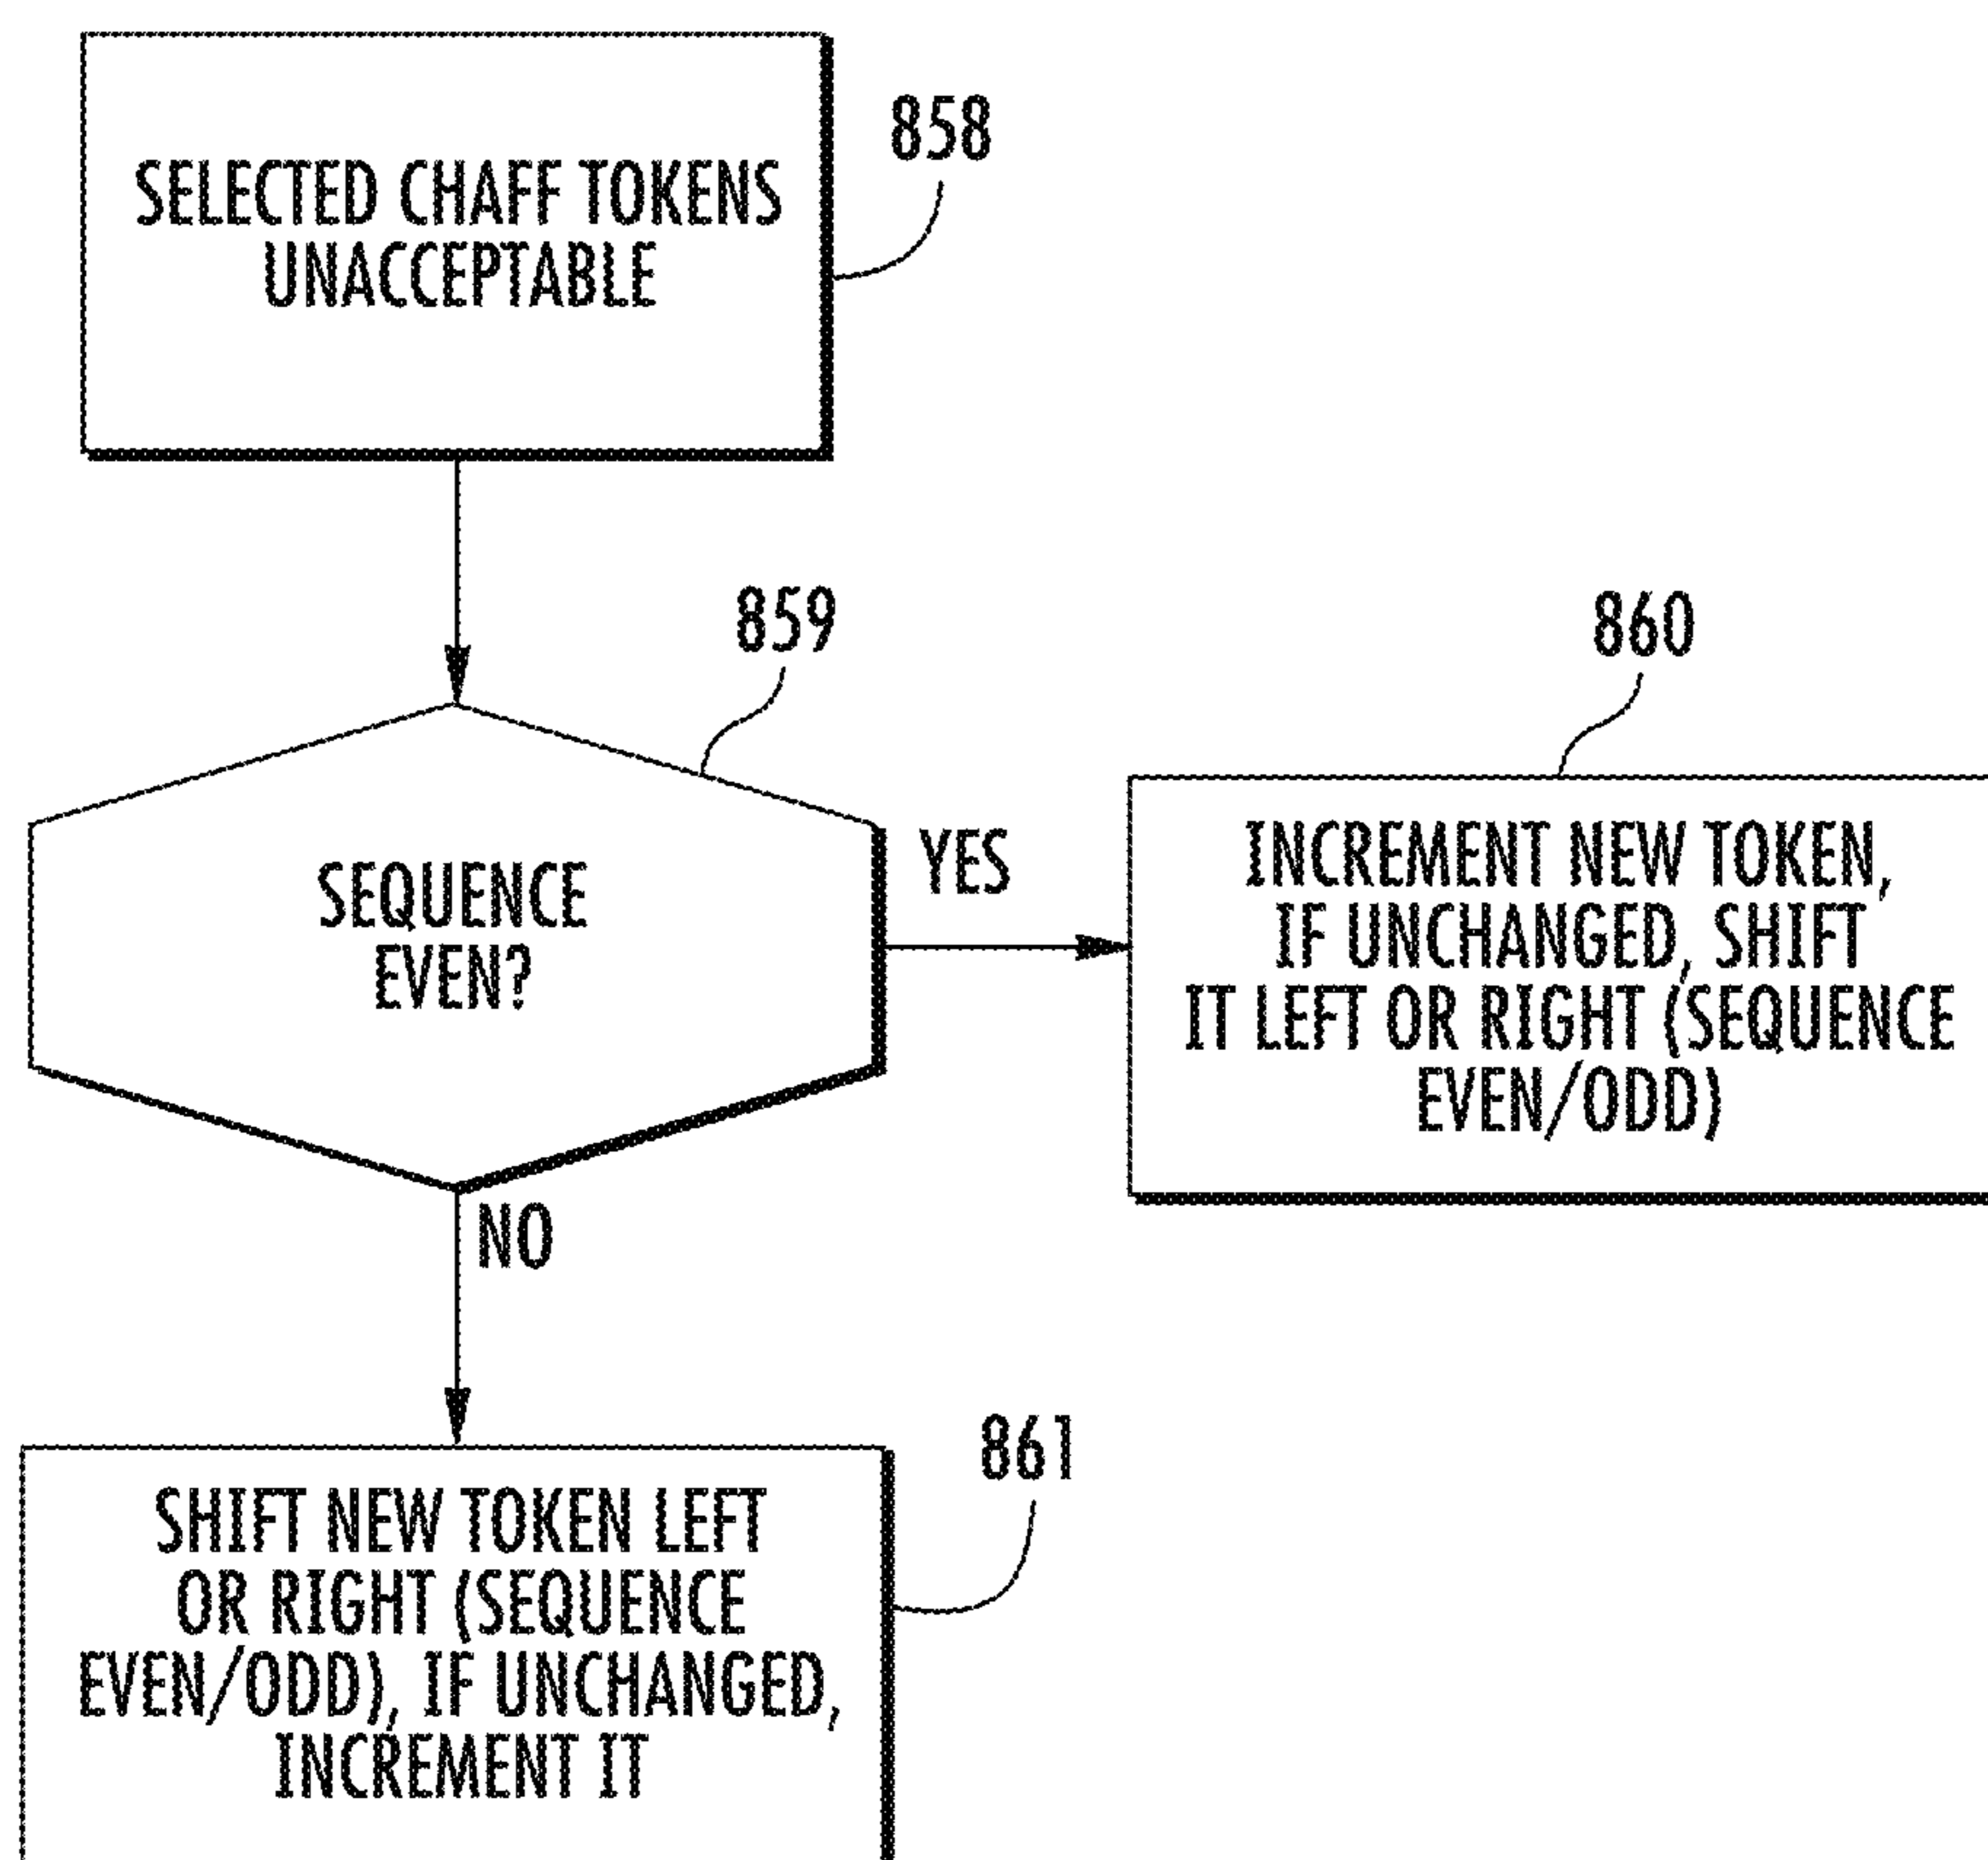 SELECTED CHAFF TOKENS
UNACCEPTABLE
858
859
SEQUENCE
EVEN?
YES
860
INCREMENT NEW TOKEN,
IF UNCHANGED, SHIFT
IT LEFT OR RIGHT (SEQUENCE
EVEN/ODD)
NO
861
SHIFT NEW TOKEN LEFT
OR RIGHT (SEQUENCE
EVEN/ODD), IF UNCHANGED,
INCREMENT IT